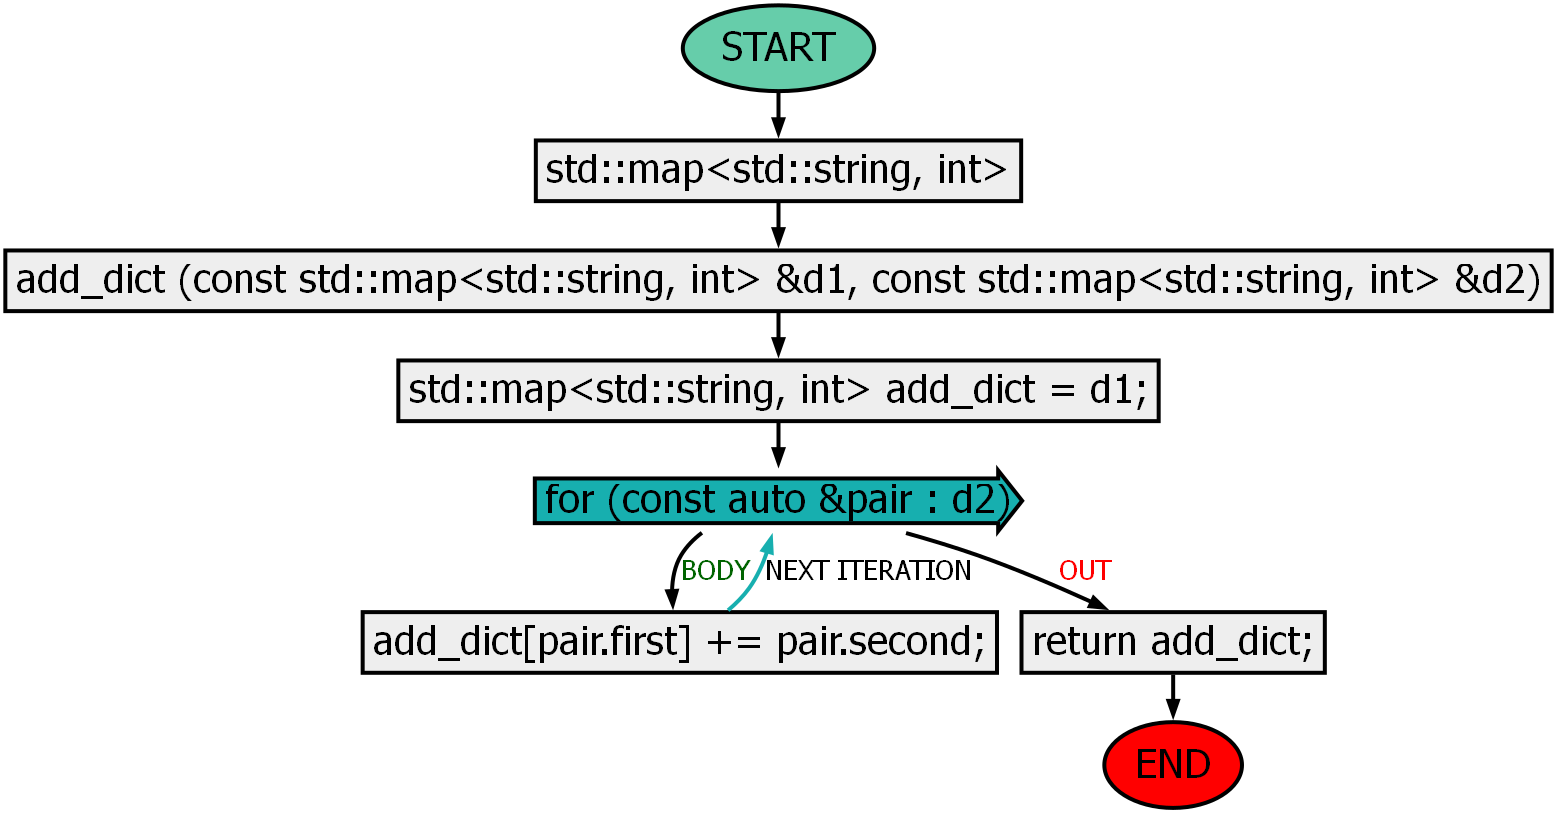 START
std::map<std::string, int>
add_dict (const std::map<std::string, int> &d1, const std::map<std::string, int> &d2)
std::map<std::string, int> add_dict = d1;
for (const auto &pair : d2)
BODY
NEXT ITERATION
OUT
add_dict[pair.first] += pair.second;
return add_dict;
END